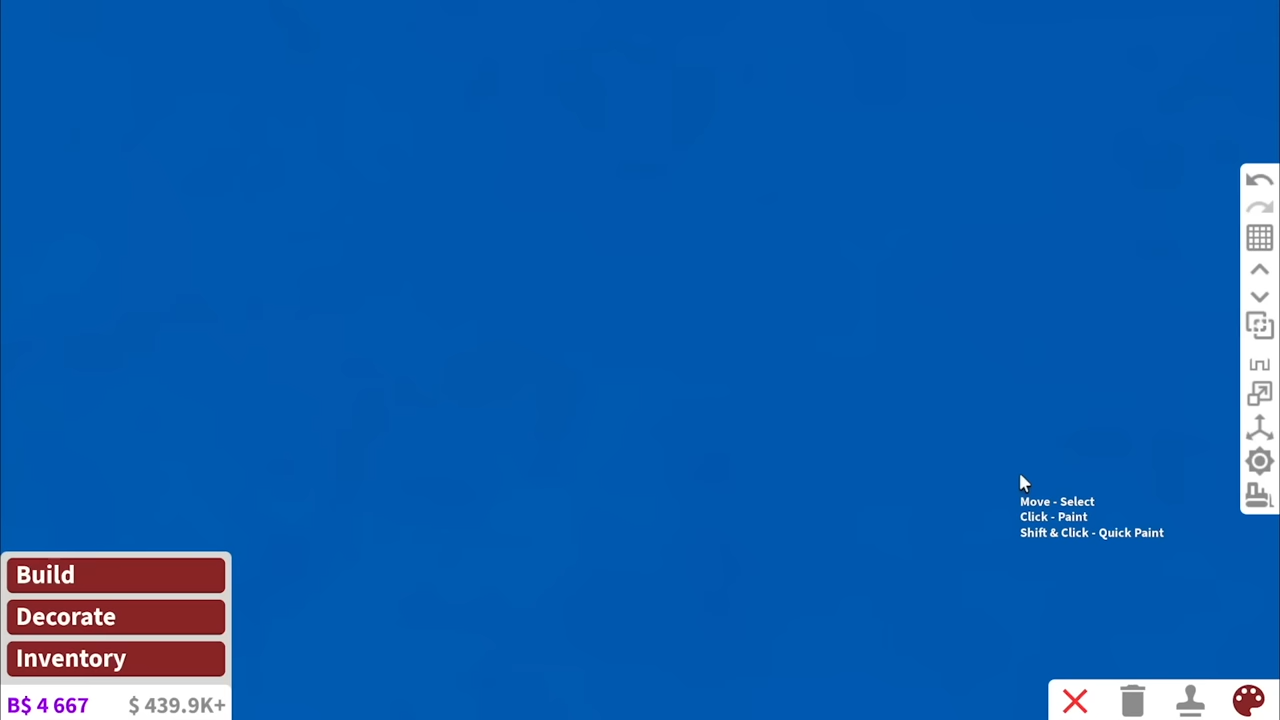 Move - Select
Click - Paint
Shift & Click - Quick Paint
Build
Decorate
Inventory
B$ 4 667 $ 439.9K+